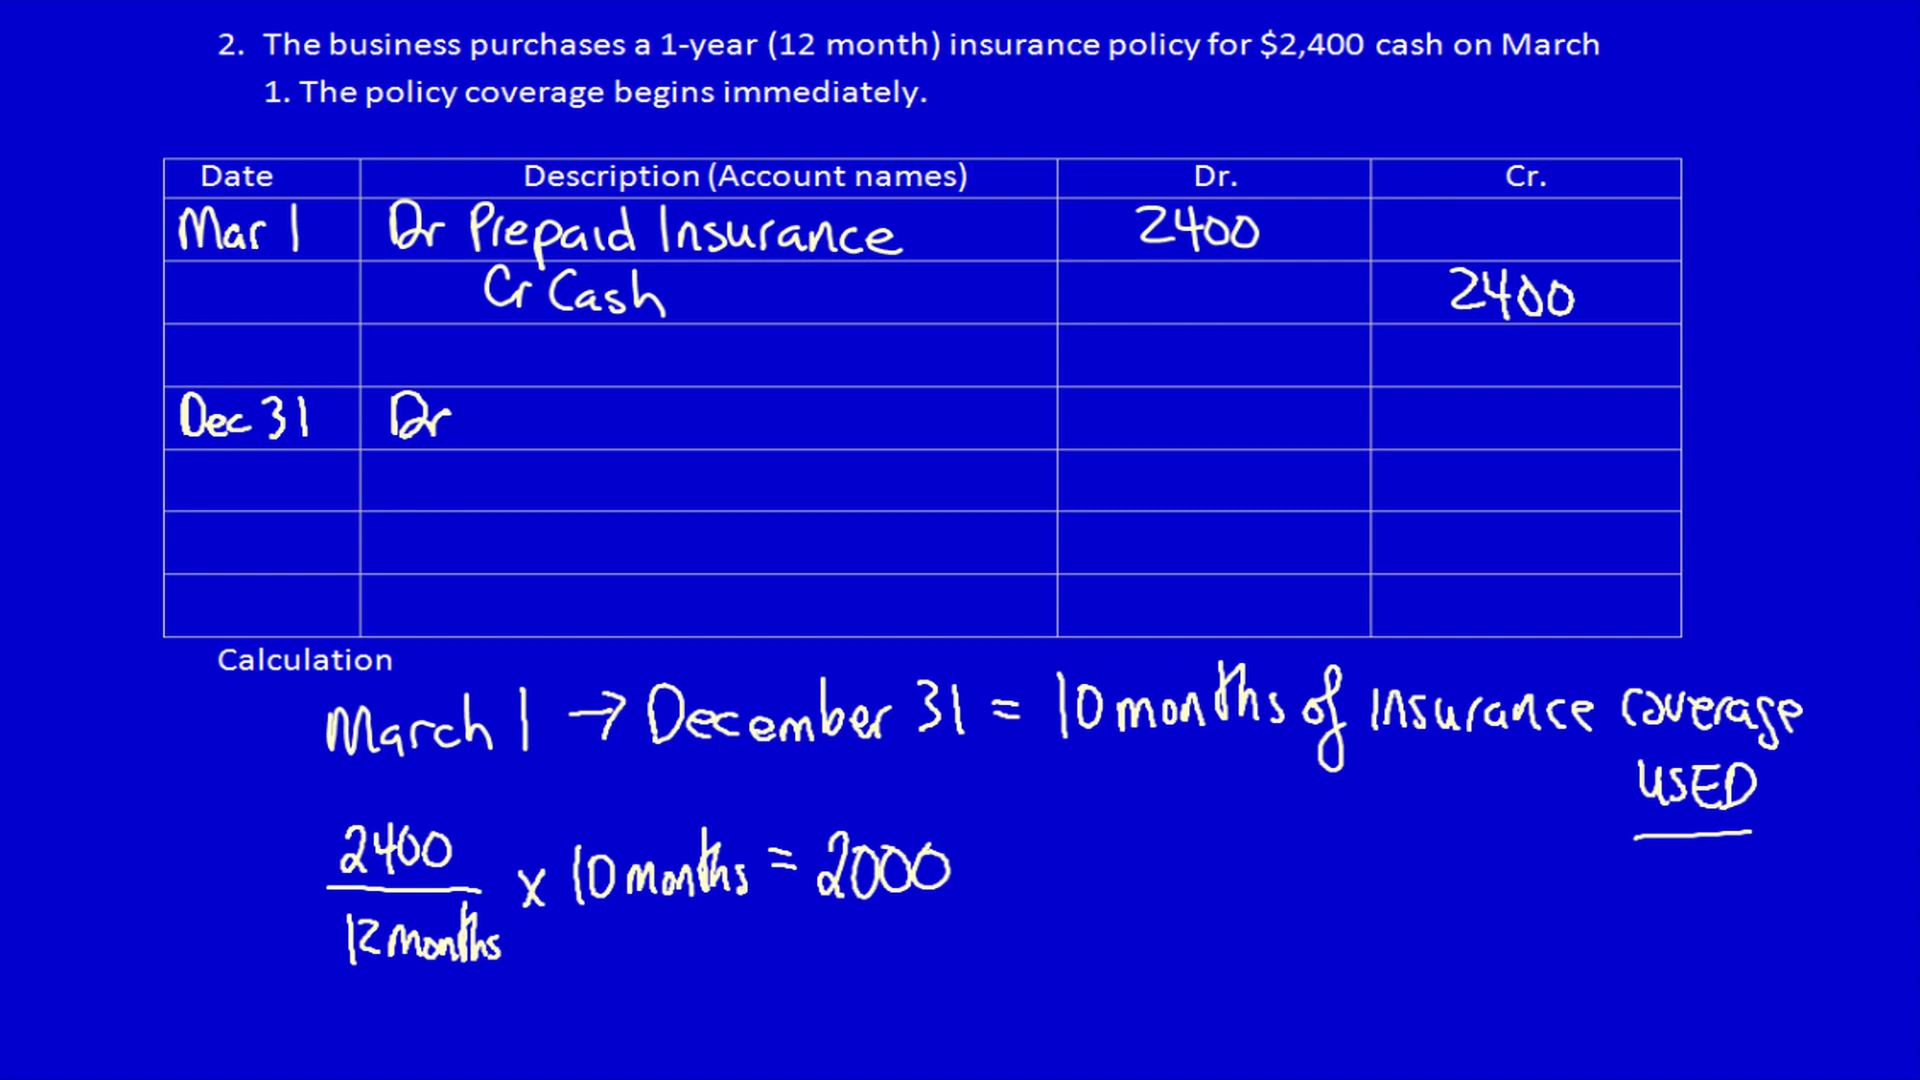 2. The business purchases a 1-year (12 month) insurance policy for $2,400 cash on March
1. The policy coverage begins immediately.
Date Description (Account names) Dr. Cr.
Mar 1 Dr Prepaid Insurance 2400
Cr Cash 2400
Dec 31 Dr
Calculation
March 1 → December 31 = 10 months of insurance coverage
USED
2400
12 months
x 10 months = 2000